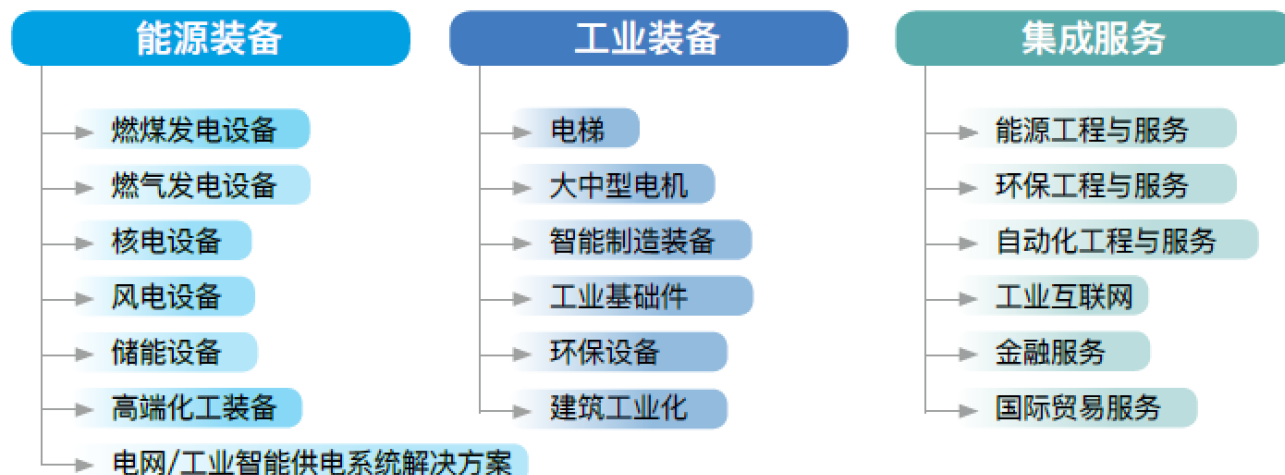 能源装备
燃煤发电设备
燃气发电设备
核电设备
风电设备
储能设备
高端化工装备
电网/工业智能供电系统解决方案
工业装备
电梯
大中型电机
智能制造装备
工业基础件
环保设备
建筑工业化
集成服务
能源工程与服务
环保工程与服务
自动化工程与服务
工业互联网
金融服务
国际贸易服务